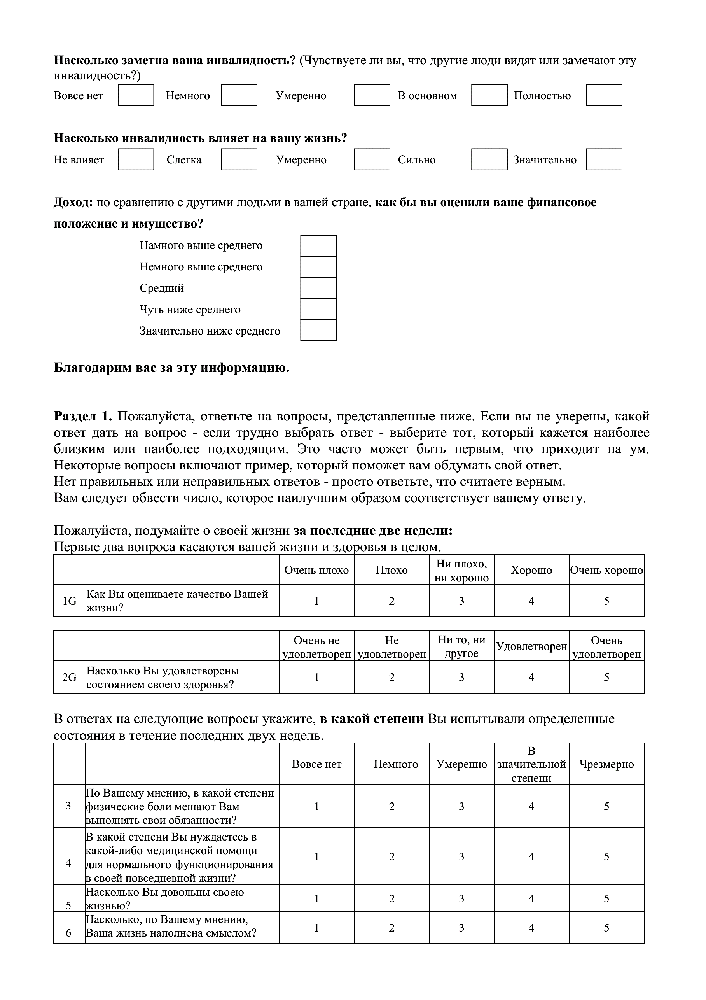 Насколько заметна ваша инвалидность? (Чувствуете ли вы, что другие люди видят или замечают эту
инвалидность?)
Вовсе нет Немного Умеренно В основном Полностью
Насколько инвалидность влияет на вашу жизнь?
Не влияет Слегка Умеренно Сильно Значительно
Доход: по сравнению с другими людьми в вашей стране, как бы вы оценили ваше финансовое
положение и имущество?
Намного выше среднего
Немного выше среднего
Средний
Чуть ниже среднего
Значительно ниже среднего
Благодарим вас за эту информацию.
Раздел 1. Пожалуйста, ответьте на вопросы, представленные ниже. Если вы не уверены, какой
ответ дать на вопрос - если трудно выбрать ответ - выберите тот, который кажется наиболее
близким или наиболее подходящим. Это часто может быть первым, что приходит на ум.
Некоторые вопросы включают пример, который поможет вам обдумать свой ответ.
Нет правильных или неправильных ответов - просто ответьте, что считаете верным.
Вам следует обвести число, которое наилучшим образом соответствует вашему ответу.
Пожалуйста, подумайте о своей жизни за последние две недели:
Первые два вопроса касаются вашей жизни и здоровья в целом.
Очень плохо Плохо Ни плохо, Хорошо Очень хорошо
ни хорошо
1G Как Вы оцениваете качество Вашей 1 2 3 4 5
жизни?
Очень не Не Ни то, ни Удовлетворен Очень
удовлетворен удовлетворен другое удовлетворен
2G Насколько Вы удовлетворены 1 2 3 4 5
состоянием своего здоровья?
В ответах на следующие вопросы укажите, в какой степени Вы испытывали определенные
состояния в течение последних двух недель.
В
Вовсе нет Немного Умеренно значительной Чрезмерно
степени
По Вашему мнению, в какой степени
3 физические боли мешают Вам 1 2 3 4 5
выполнять свои обязанности?
В какой степени Вы нуждаетесь в
какой-либо медицинской помощи 1 2 3 4 5
4 для нормального функционирования
в своей повседневной жизни?
Насколько Вы довольны своею 1 2 3 4 5
5 жизнью?
Насколько, по Вашему мнению, 1 2 3 4 5
6 Ваша жизнь наполнена смыслом?